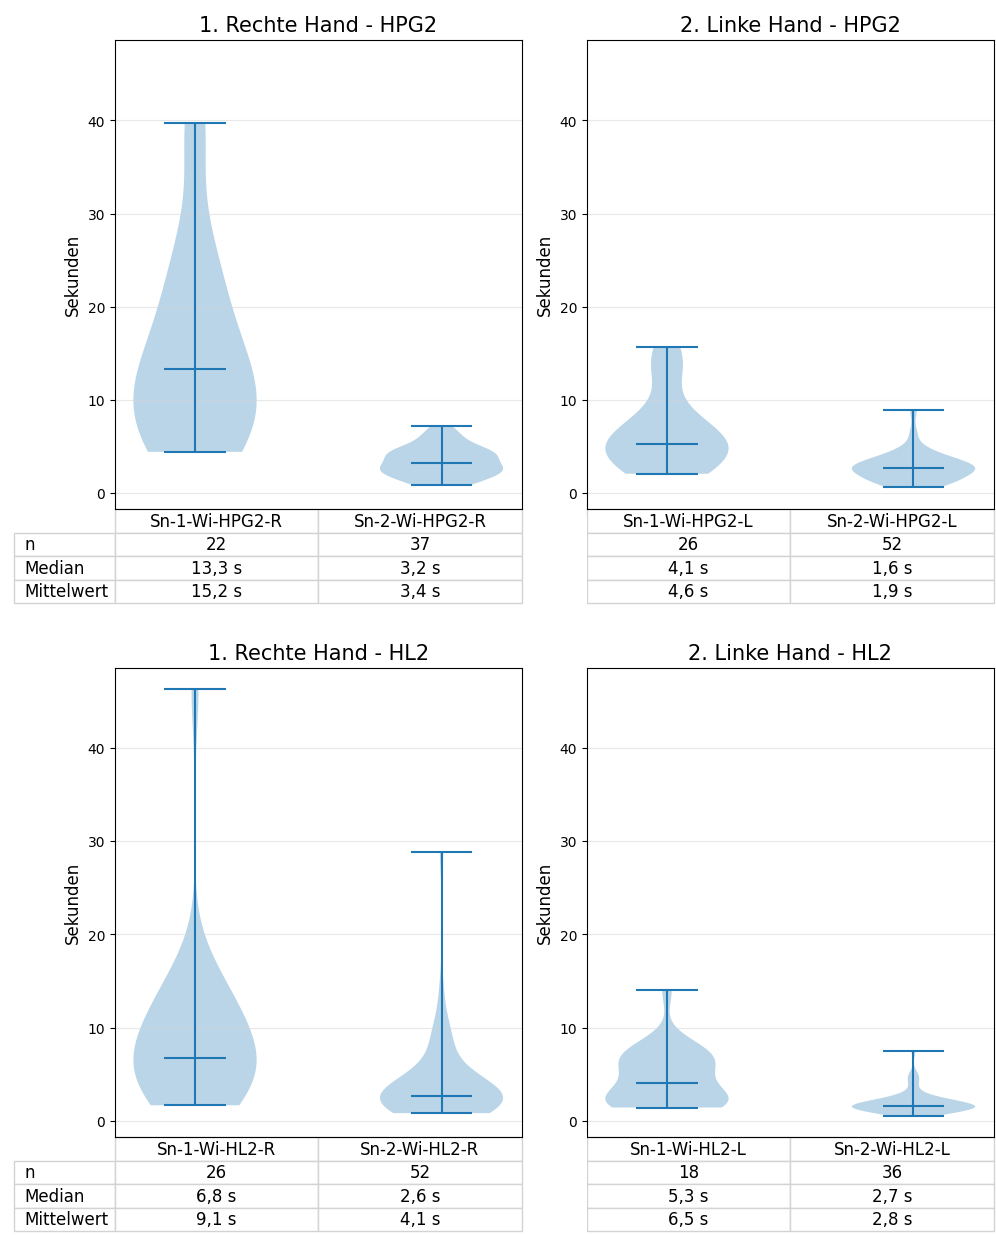 1. Rechte Hand - HPG2
2. Linke Hand - HPG2
Sekunden
40
30
20
10
0
Sekunden
40
30
20
10
0
Sn-1-Wi-HPG2-R Sn-2-Wi-HPG2-R
n 22 37
Median 13,3 s 3,2 s
Mittelwert 15,2 s 3,4 s
Sn-1-Wi-HPG2-L Sn-2-Wi-HPG2-L
26 52
4,1 s 1,6 s
4,6 s 1,9 s
1. Rechte Hand - HL2
2. Linke Hand - HL2
Sekunden
40
30
20
10
0
Sekunden
40
30
20
10
0
Sn-1-Wi-HL2-R Sn-2-Wi-HL2-R
n 26 52
Median 6,8 s 2,6 s
Mittelwert 9,1 s 4,1 s
Sn-1-Wi-HL2-L Sn-2-Wi-HL2-L
18 36
5,3 s 2,7 s
6,5 s 2,8 s